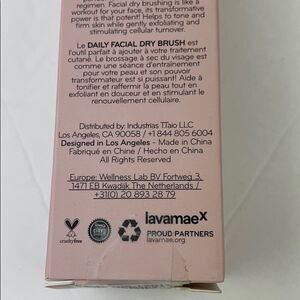 regimen. Facial dry brushing is like a
workout for your face, its transformative
power is that potent! Helps to tone and
firm skin while gently exfoliating and
stimulating cellular turnover.
Le DAILY FACIAL DRY BRUSH est
l'outil parfait à ajouter à votre traitement
cutané. Le brossage à sec du visage est
comme une séance d'entraînement
pour votre peau et son pouvoir
transformateur est si puissant! Aide à
tonifier et raffermir la peau tout en
exfoliant en douceur et en stimulant le
renouvellement cellulaire.
Distributed by: Industrias T.Taio LLC
Los Angeles, CA 90058 / +1 844 805 6004
Designed in Los Angeles - Made in China
Fabriqué en Chine / Hecho en China
All Rights Reserved
Europe: Wellness Lab BV Fortweg 3,
1471 EB Kwadijk The Netherlands /
+31(0) 20 893 28 79
crueltyfree
lavamaeX
PROUD PARTNERS
lavamae.org